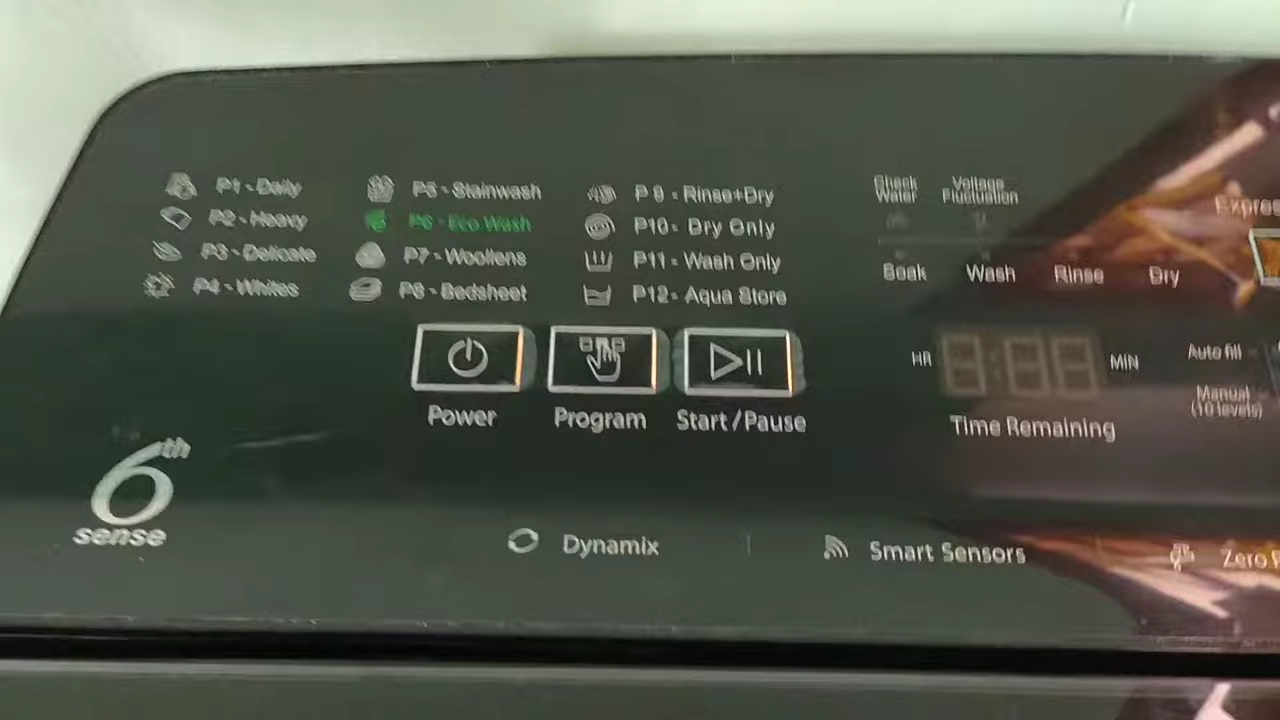 P1 - Daily
P2 - Heavy
P3 - Delicate
P4 - Whites
P5 - Stainwash
P6 - Eco Wash
P7 - Woollens
P8 - Bedsheet
P 9 - Rinse+Dry
P10 - Dry Only
P11 - Wash Only
P12 - Aqua Store
Check
Water
Voltage
Fluctuation
Soak Wash Rinse Dry
Power
Program
Start/Pause
HR
MIN
Time Remaining
Auto fill
Manual
(10 levels)
6th
sense
Dynamix
Smart Sensors
Zero